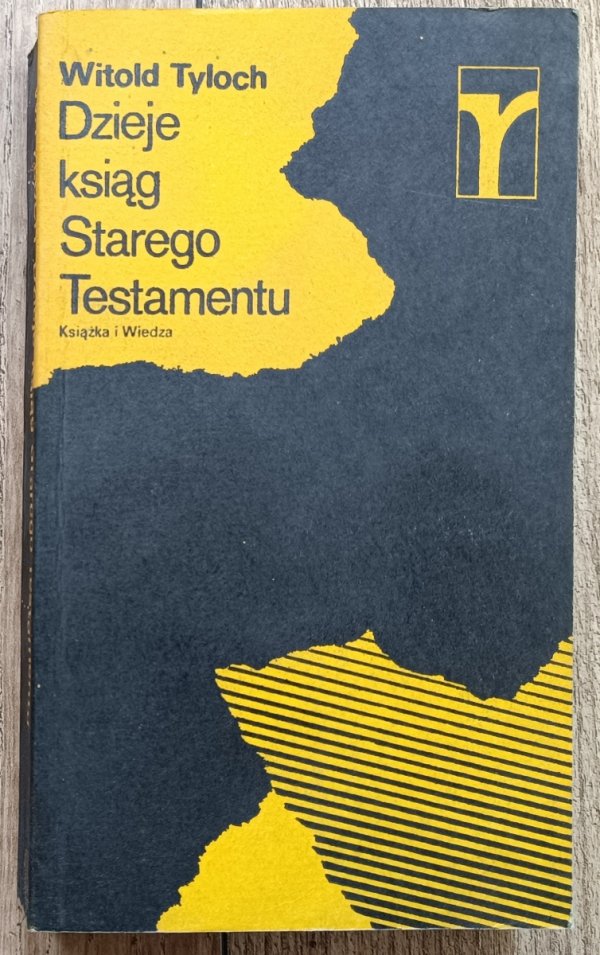 Witold Tyloch
Dzieje
ksiąg
Starego
Testamentu
Książka i Wiedza
r